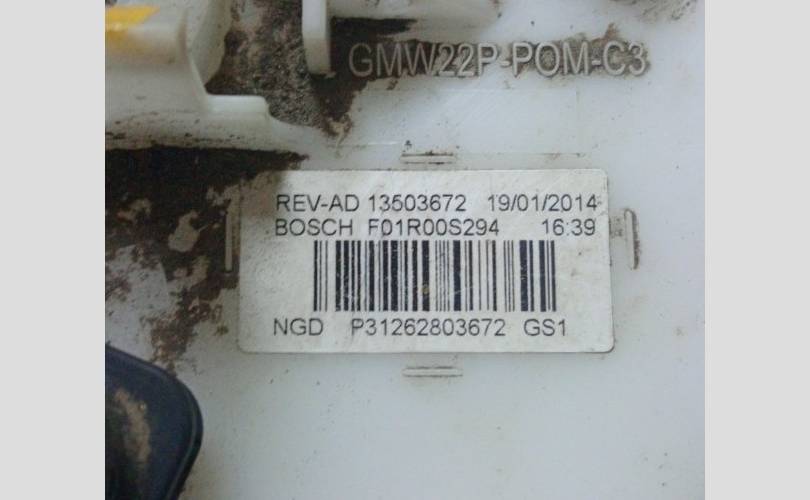 GMW22P-POM-C3
REV-AD 13503672 19/01/2014
BOSCH F01R00S294 16:39
NGD P31262803672 GS1